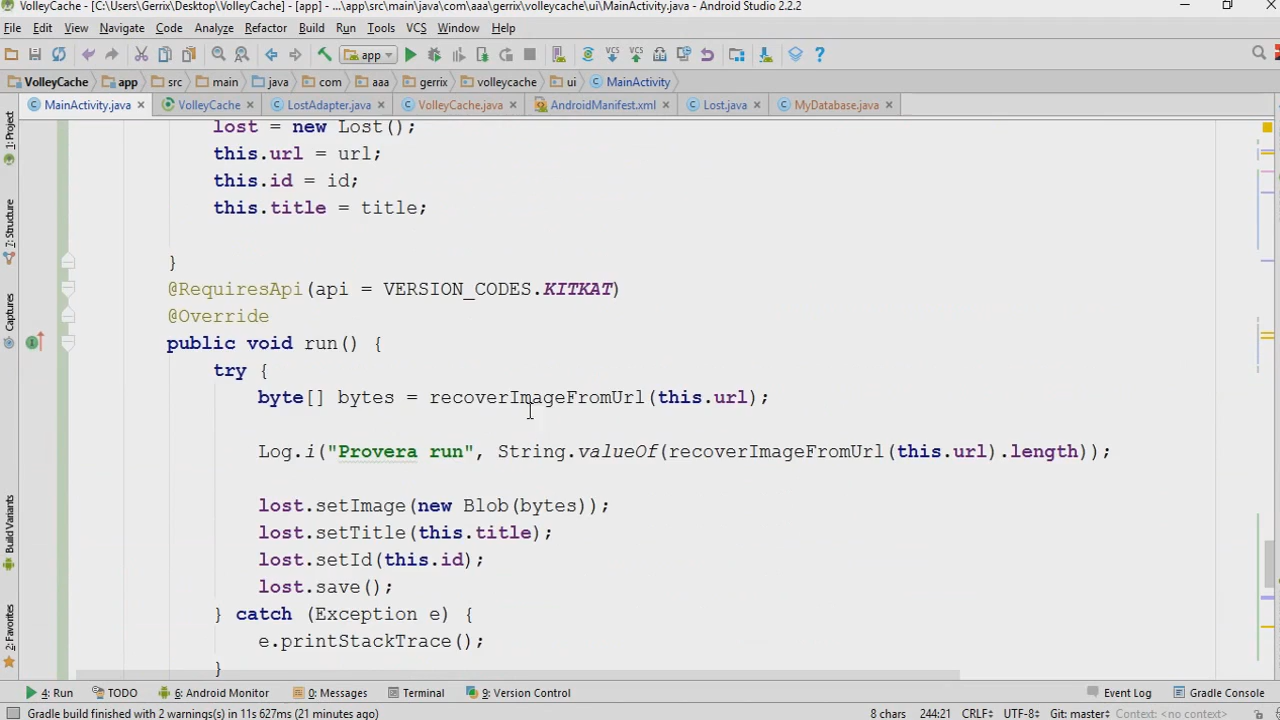 VolleyCache - [C:\Users\Gerrix\Desktop\VolleyCache] - [app] - ...\app\src\main\java\com\aaa\gerrix\volleycache\ui\MainActivity.java - Android Studio 2.2.2
File Edit View Navigate Code Analyze Refactor Build Run Tools VCS Window Help
app
VolleyCache app src main java com aaa gerrix volleycache ui MainActivity
MainActivity.java VolleyCache LostAdapter.java VolleyCache.java AndroidManifest.xml Lost.java MyDatabase.java
1: Project
7: Structure
Captures
Build Variants
2: Favorites
lost = new Lost();
this.url = url;
this.id = id;
this.title = title;
}
@RequiresApi(api = VERSION_CODES.KITKAT)
@Override
public void run() {
try {
byte[] bytes = recoverImageFromUrl(this.url);
Log.i("Provera run", String.valueOf(recoverImageFromUrl(this.url).length));
lost.setImage(new Blob(bytes));
lost.setTitle(this.title);
lost.setId(this.id);
lost.save();
} catch (Exception e) {
e.printStackTrace();
}
4: Run TODO 6: Android Monitor 0: Messages Terminal 9: Version Control Event Log Gradle Console
Gradle build finished with 2 warnings(s) in 11s 627ms (21 minutes ago) 8 chars 244:21 CRLF UTF-8 Git: master Context: <no context>